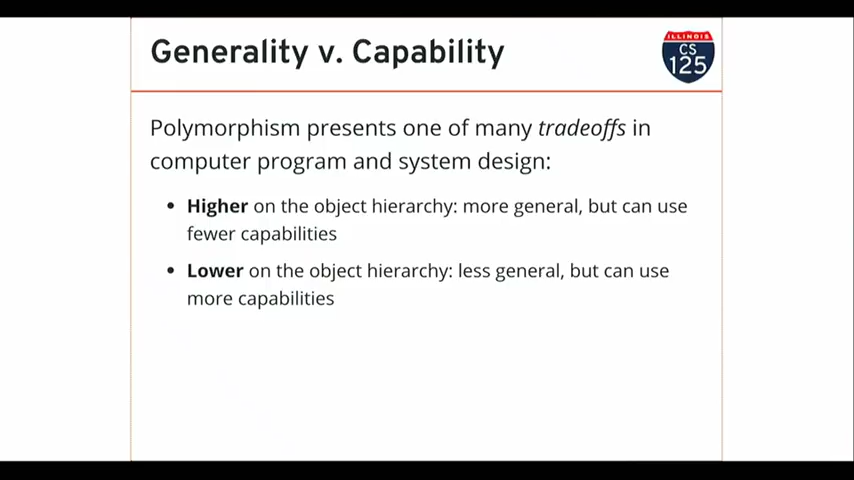 Generality v. Capability
ILLINOIS
CS
125
Polymorphism presents one of many tradeoffs in
computer program and system design:
• Higher on the object hierarchy: more general, but can use
fewer capabilities
• Lower on the object hierarchy: less general, but can use
more capabilities